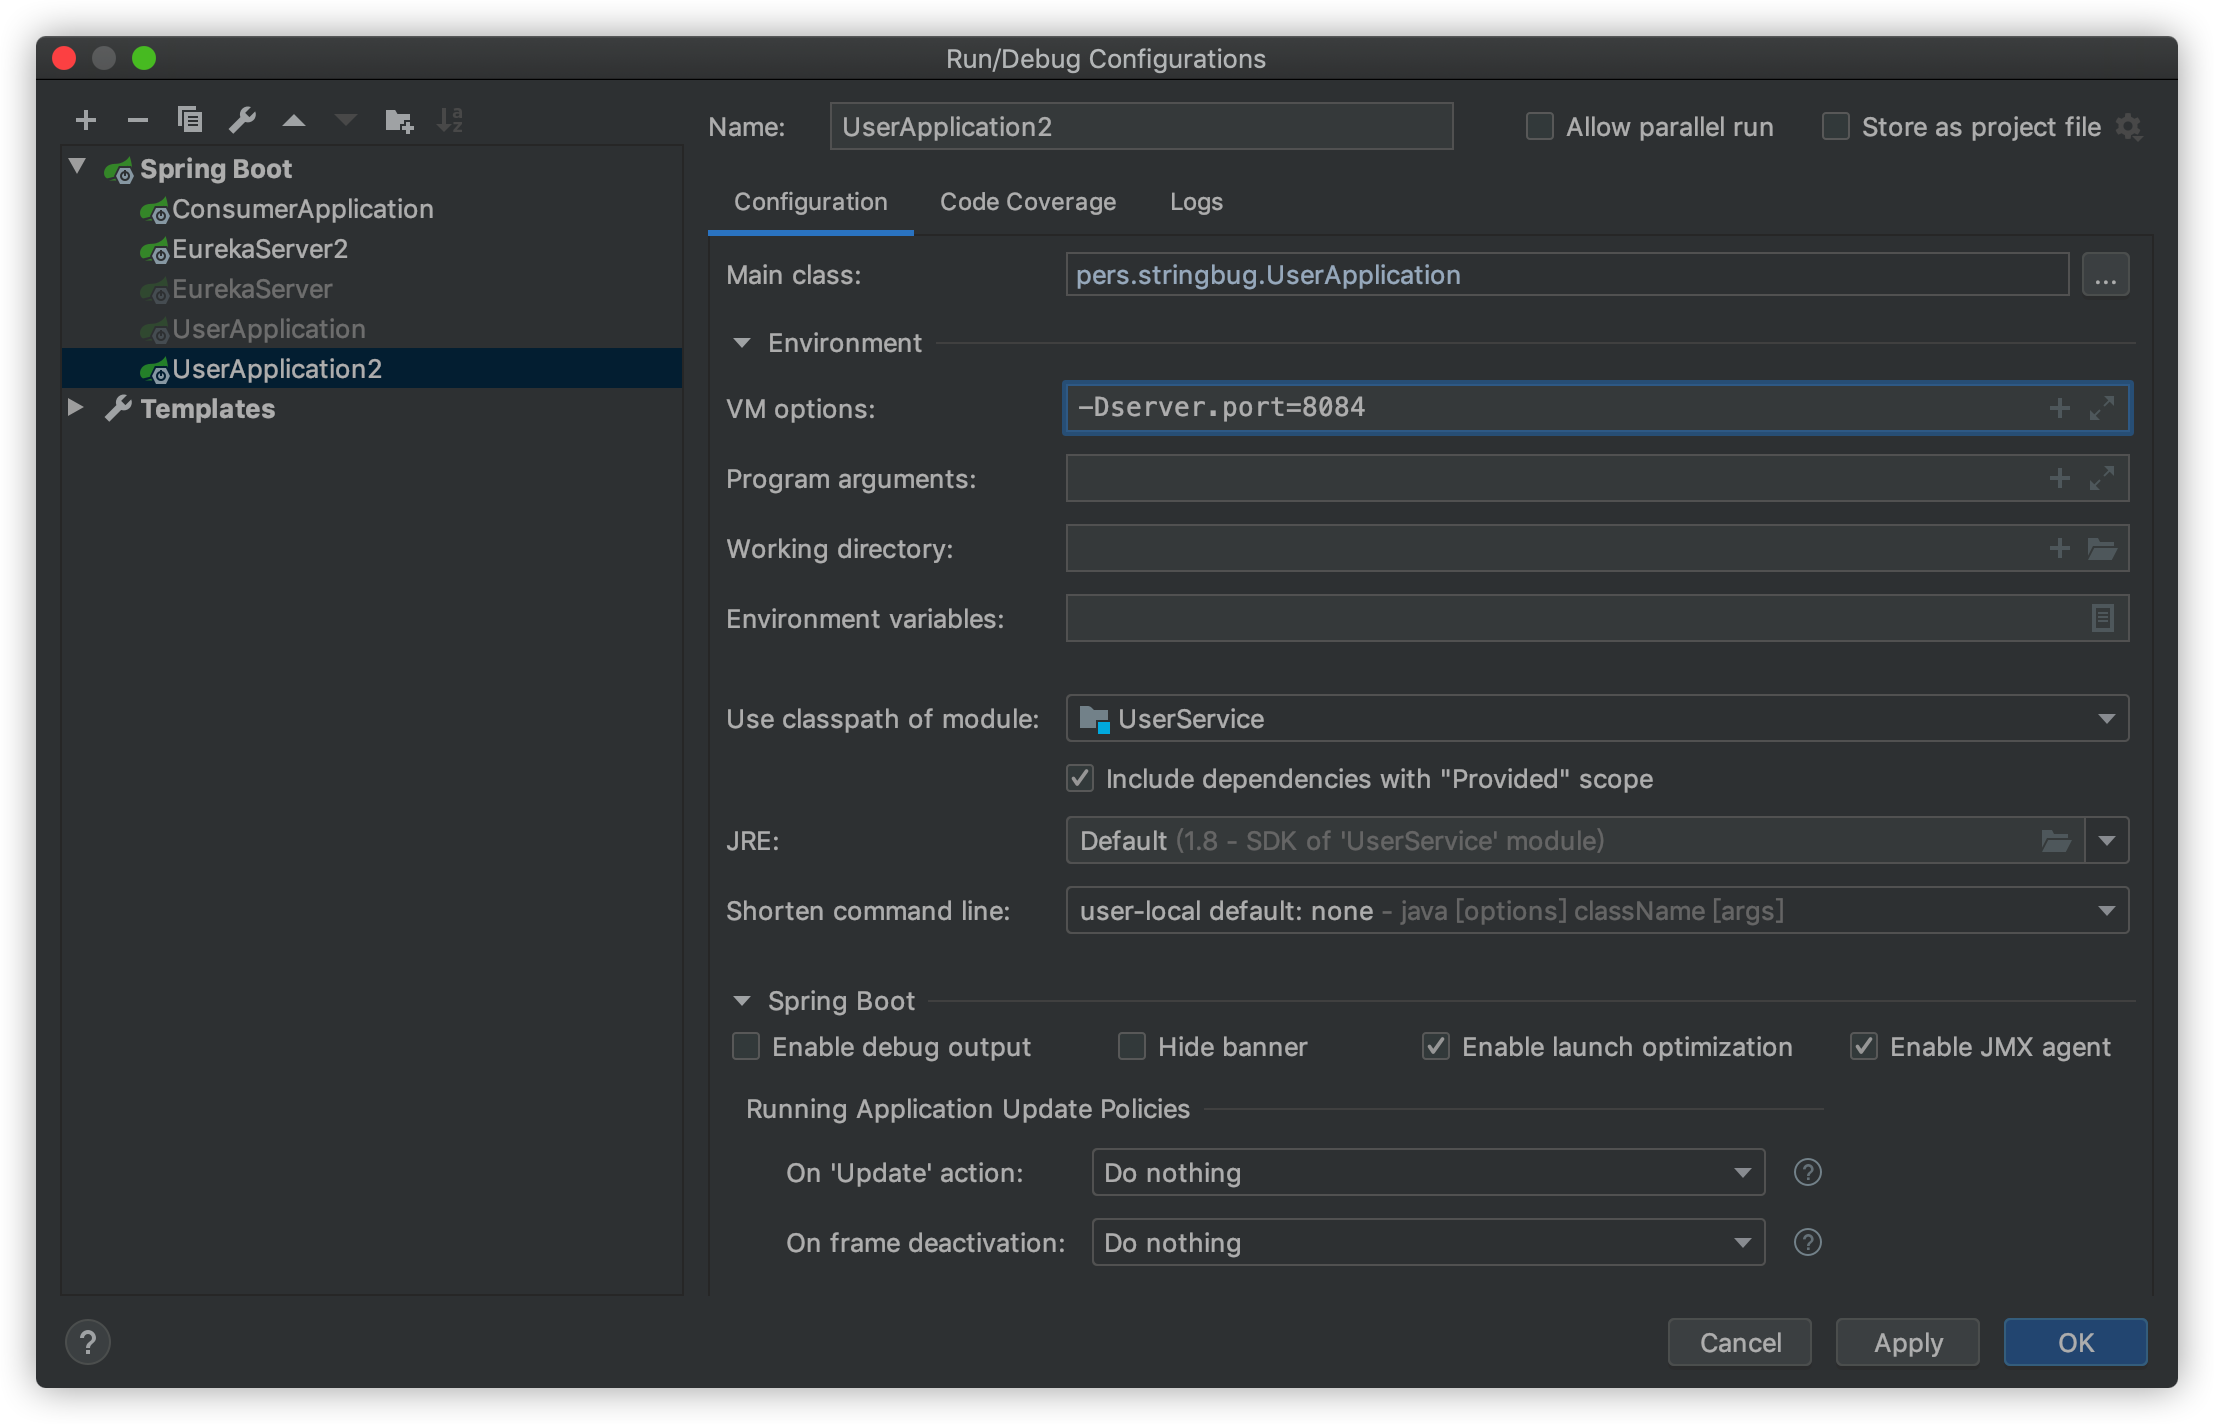 Run/Debug Configurations
Name: UserApplication2 Allow parallel run Store as project file
Spring Boot
ConsumerApplication
EurekaServer2
EurekaServer
UserApplication
UserApplication2
Templates
Configuration Code Coverage Logs
Main class: pers.stringbug.UserApplication ...
Environment
VM options: -Dserver.port=8084
Program arguments:
Working directory:
Environment variables:
Use classpath of module: UserService
Include dependencies with "Provided" scope
JRE: Default (1.8 - SDK of 'UserService' module)
Shorten command line: user-local default: none - java [options] className [args]
Spring Boot
Enable debug output Hide banner Enable launch optimization Enable JMX agent
Running Application Update Policies
On 'Update' action: Do nothing ?
On frame deactivation: Do nothing ?
? Cancel Apply OK